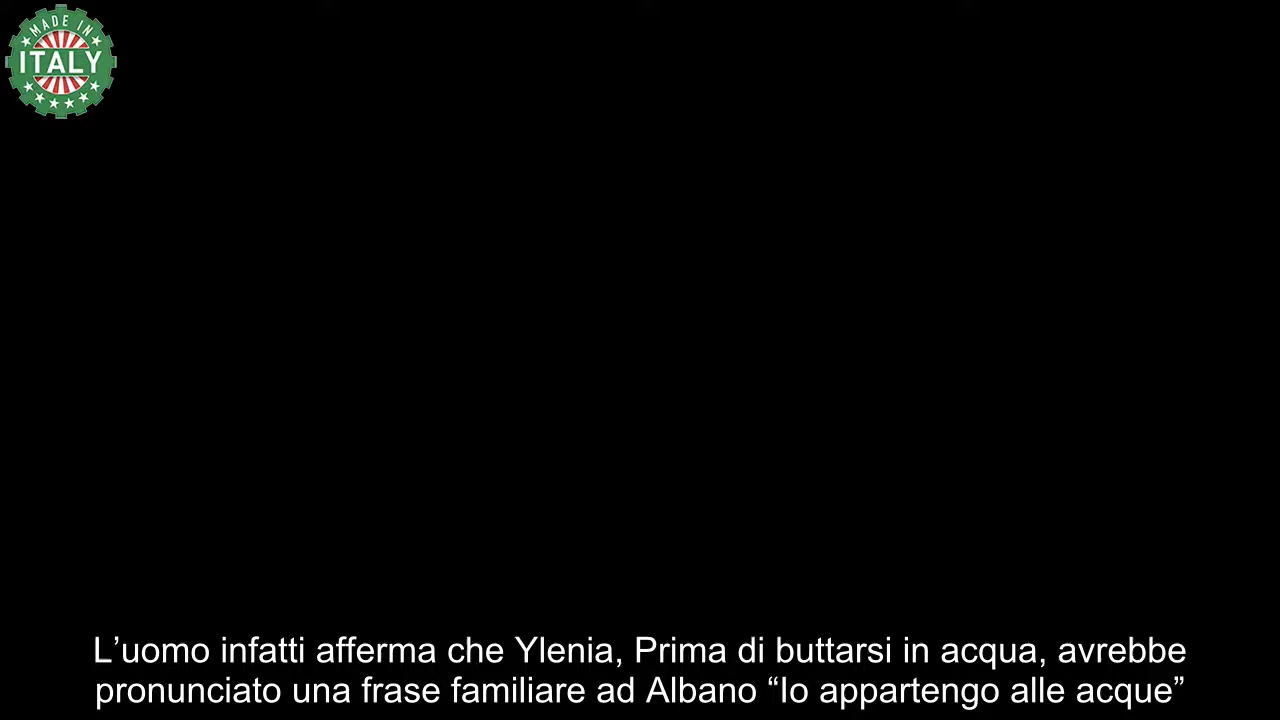 MADE IN
ITALY
L’uomo infatti afferma che Ylenia, Prima di buttarsi in acqua, avrebbe
pronunciato una frase familiare ad Albano “Io appartengo alle acque”